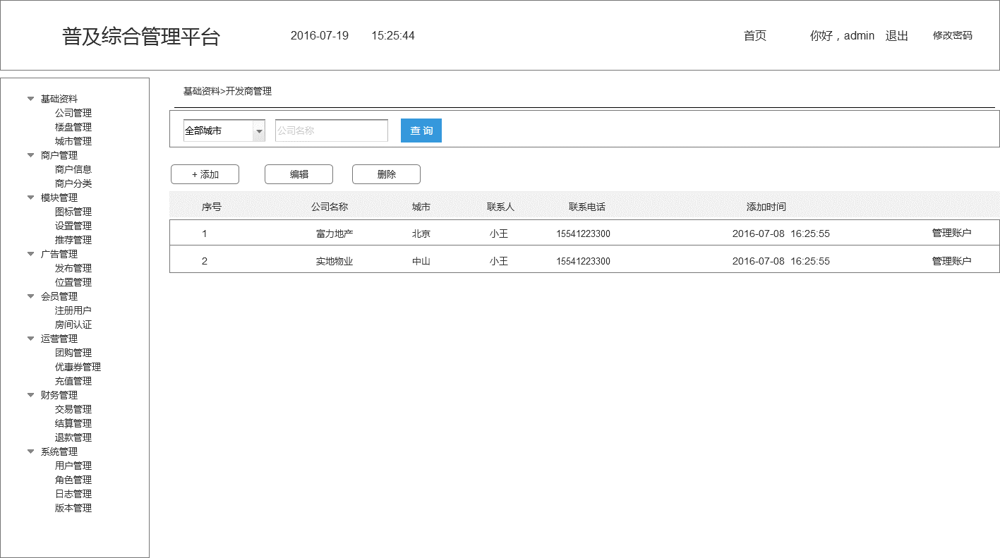 普及综合管理平台 2016-07-19 15:25:44 首页 你好，admin 退出 修改密码
基础资料
公司管理
楼盘管理
城市管理
商户管理
商户信息
商户分类
模块管理
图标管理
设置管理
推荐管理
广告管理
发布管理
位置管理
会员管理
注册用户
房间认证
运营管理
团购管理
优惠券管理
充值管理
财务管理
交易管理
结算管理
退款管理
系统管理
用户管理
角色管理
日志管理
版本管理
基础资料>开发商管理
全部城市 公司名称 查 询
+ 添加 编辑 删除
序号 公司名称 城市 联系人 联系电话 添加时间
1 富力地产 北京 小王 15541223300 2016-07-08 16:25:55 管理账户
2 实地物业 中山 小王 15541223300 2016-07-08 16:25:55 管理账户